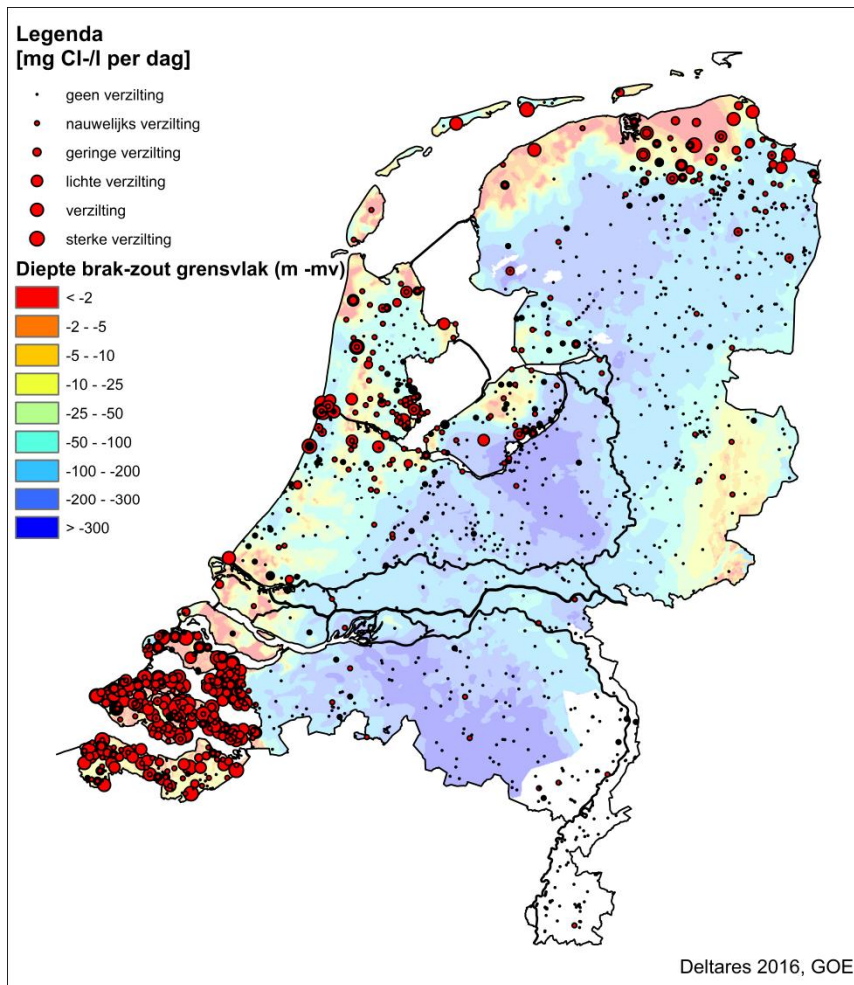 Legenda
[mg Cl-/l per dag]
geen verzilting
nauwelijks verzilting
geringe verzilting
lichte verzilting
verzilting
sterke verzilting
Diepte brak-zout grensvlak (m -mv)
< -2
-2 - -5
-5 - -10
-10 - -25
-25 - -50
-50 - -100
-100 - -200
-200 - -300
> -300
Deltares 2016, GOE